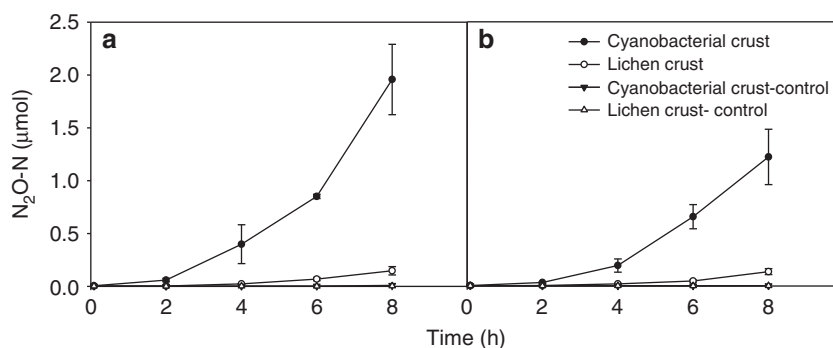 a
b
Cyanobacterial crust
Lichen crust
Cyanobacterial crust-control
Lichen crust- control
N₂O-N (μmol)
2.5
2.0
1.5
1.0
0.5
0.0
0 2 4 6 8 0 2 4 6 8
Time (h)